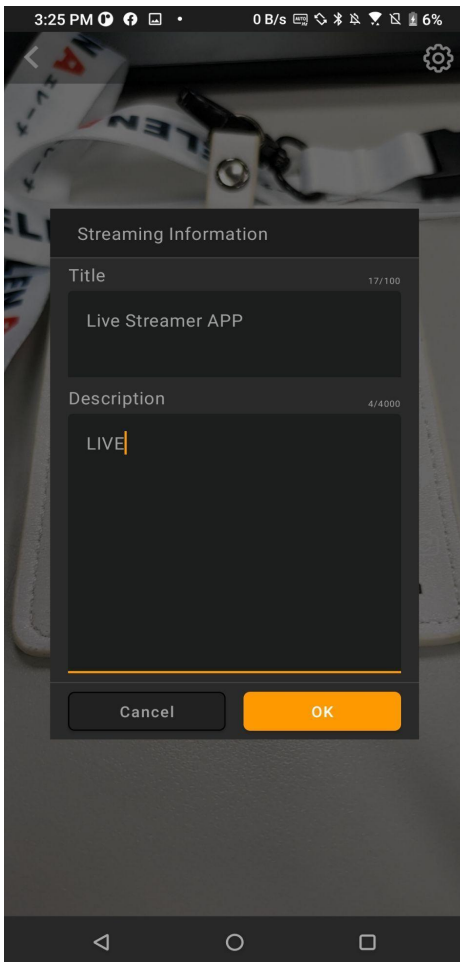 3:25 PM
0 B/s
6%
Streaming Information
Title
17/100
Live Streamer APP
Description
4/4000
LIVE
Cancel
OK